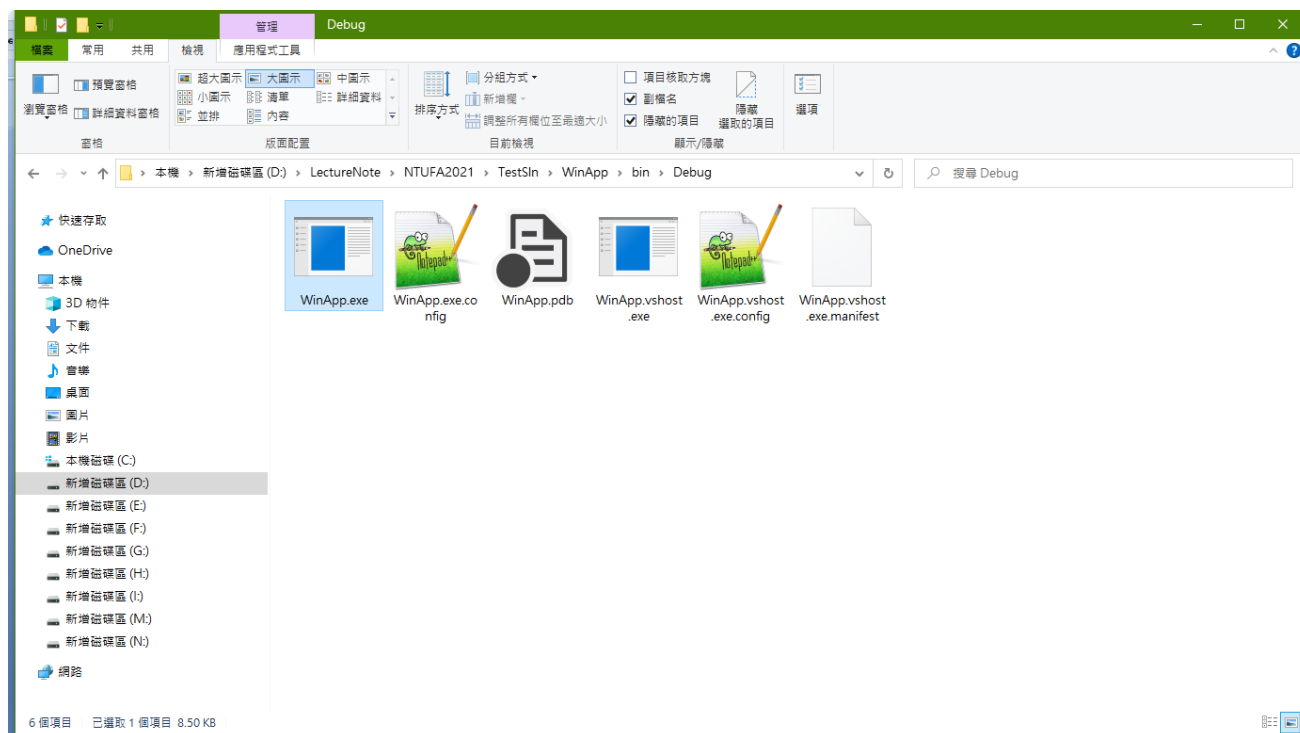 管理
Debug
檔案
常用
共用
檢視
應用程式工具
瀏覽窗格
預覽窗格
詳細資料窗格
窗格
超大圖示
大圖示
中圖示
小圖示
清單
詳細資料
並排
內容
版面配置
排序方式
分組方式
新增欄
調整所有欄位至最適大小
目前檢視
項目核取方塊
副檔名
隱藏的項目
隱藏
選取的項目
顯示/隱藏
選項
本機 › 新增磁碟區 (D:) › LectureNote › NTUFA2021 › TestSln › WinApp › bin › Debug
搜尋 Debug
快速存取
OneDrive
本機
3D 物件
下載
文件
音樂
桌面
圖片
影片
本機磁碟 (C:)
新增磁碟區 (D:)
新增磁碟區 (E:)
新增磁碟區 (F:)
新增磁碟區 (G:)
新增磁碟區 (H:)
新增磁碟區 (I:)
新增磁碟區 (M:)
新增磁碟區 (N:)
網路
Notepad++
Notepad++
WinApp.exe
WinApp.exe.co
nfig
WinApp.pdb
WinApp.vshost
.exe
WinApp.vshost
.exe.config
WinApp.vshost
.exe.manifest
6 個項目
已選取 1 個項目 8.50 KB